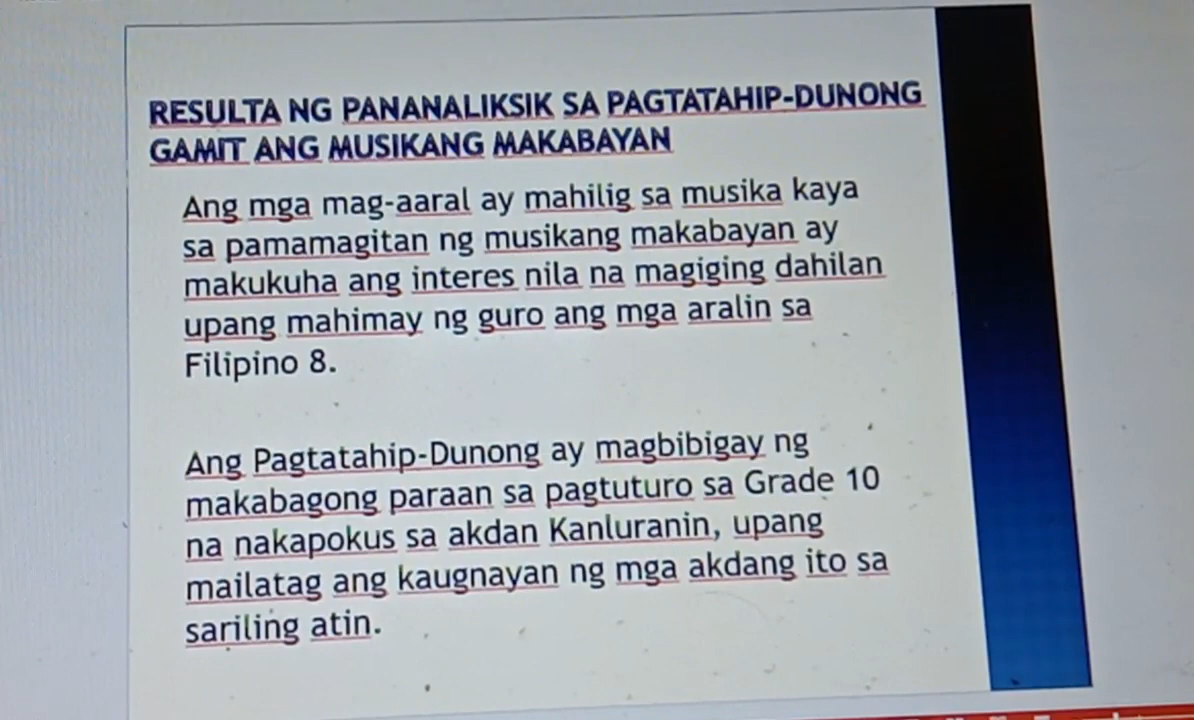 RESULTA NG PANANALIKSIK SA PAGTATAHIP-DUNONG
GAMIT ANG MUSIKANG MAKABAYAN
Ang mga mag-aaral ay mahilig sa musika kaya
sa pamamagitan ng musikang makabayan ay
makukuha ang interes nila na magiging dahilan
upang mahimay ng guro ang mga aralin sa
Filipino 8.
Ang Pagtatahip-Dunong ay magbibigay ng
makabagong paraan sa pagtuturo sa Grade 10
na nakapokus sa akdan Kanluranin, upang
mailatag ang kaugnayan ng mga akdang ito sa
sariling atin.